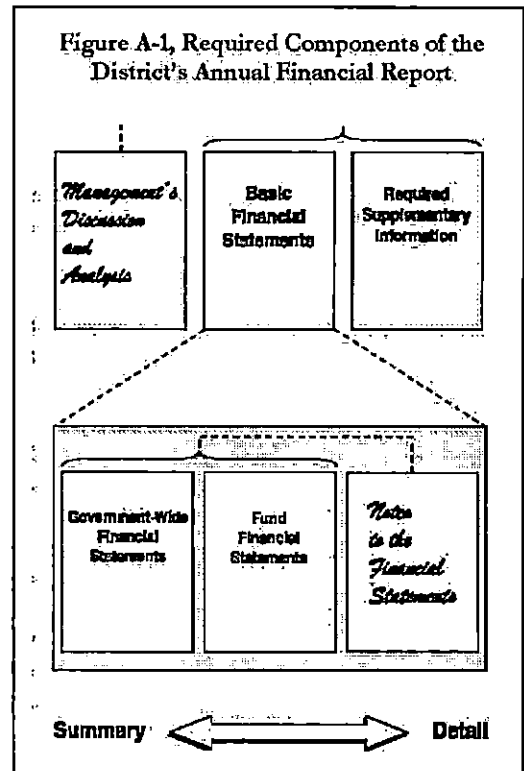 Figure A-1, Required Components of the
District's Annual Financial Report
Management's
Discussion
and
Analysis
Basic
Financial
Statements
Required
Supplementary
Information
Government-Wide
Financial
Statements
Fund
Financial
Statements
Notes
to the
Financial
Statements
Summary
Detail